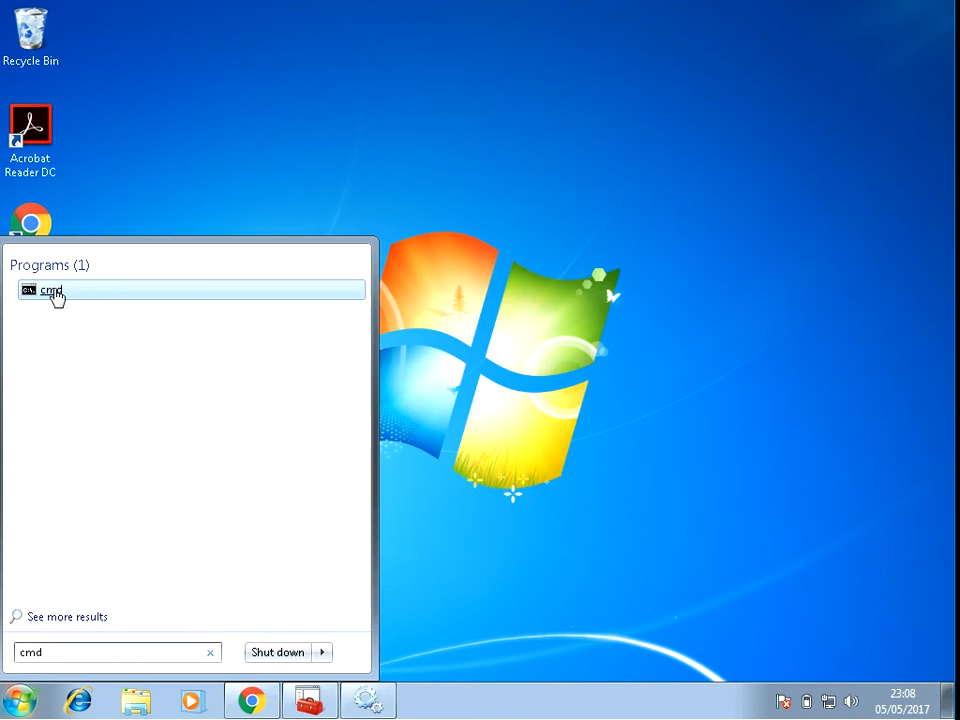 Recycle Bin
Acrobat
Reader DC
Programs (1)
cmd
See more results
cmd
Shut down
23:08
05/05/2017